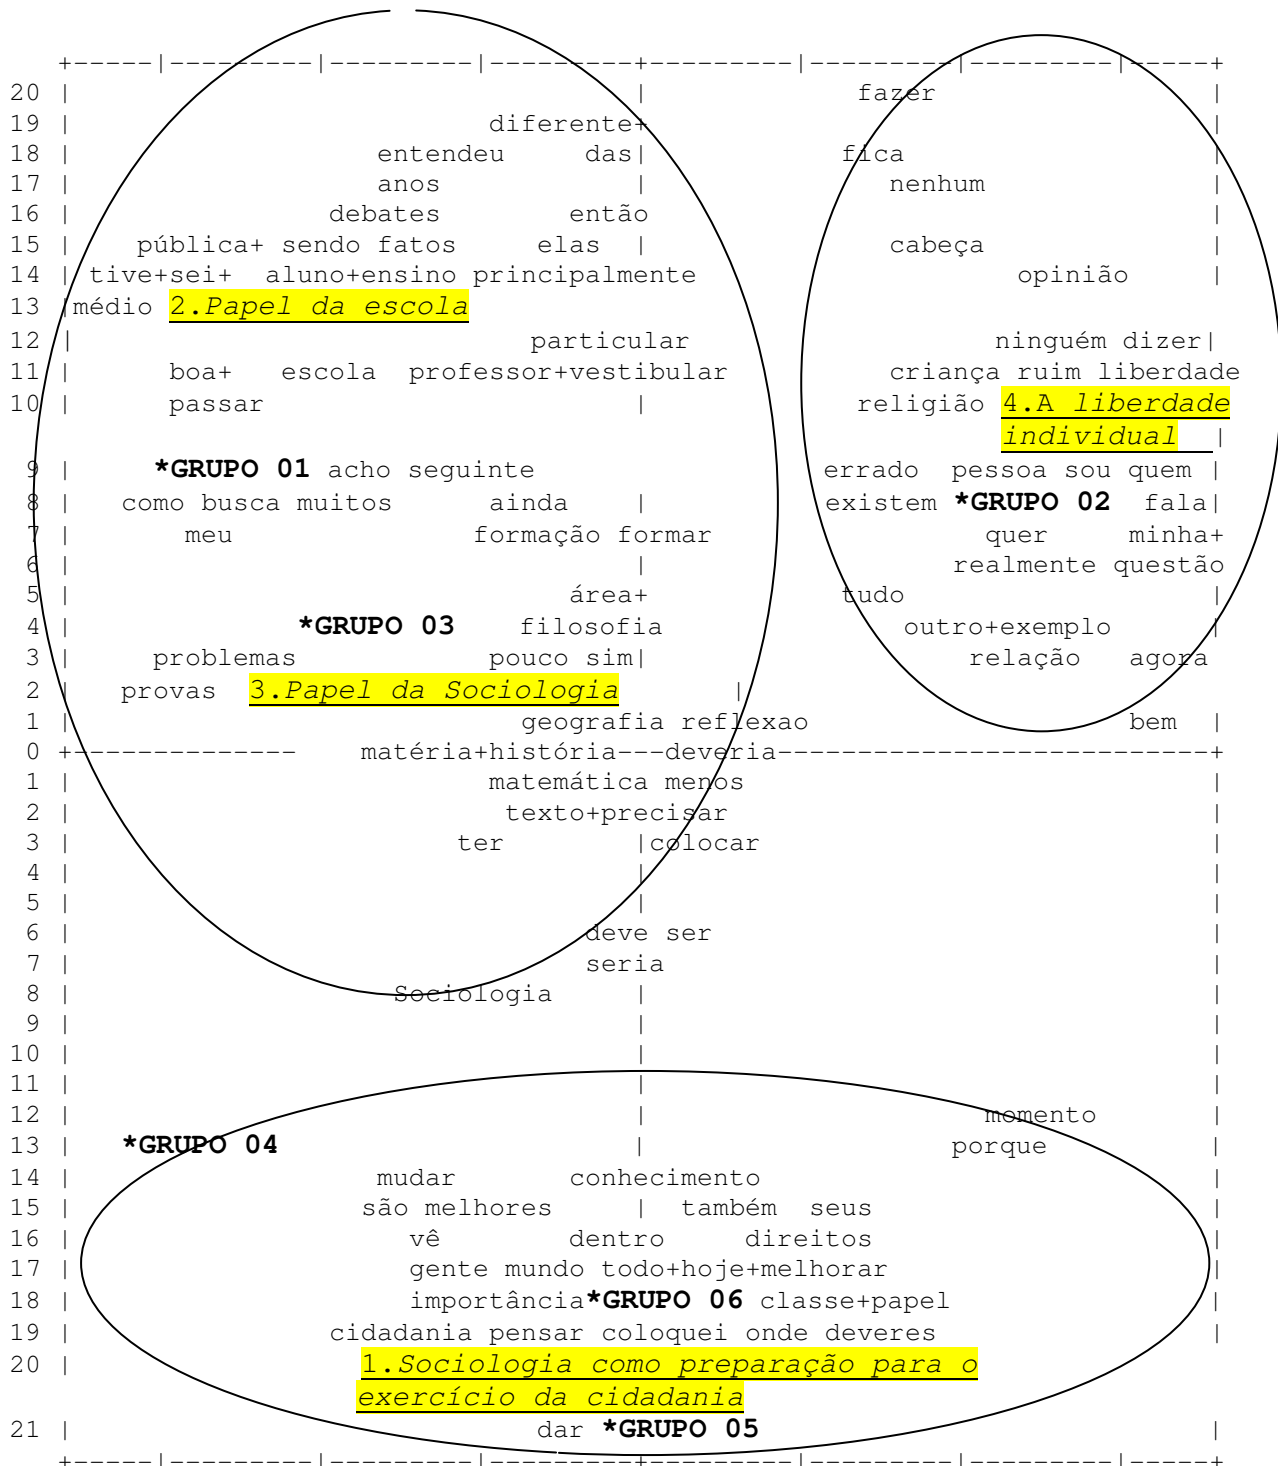 +-----|---------|---------|---------+---------|---------|---------|-----+
20 | | fazer |
19 | diferente+ |
18 | entendeu das| fica |
17 | anos | nenhum |
16 | debates então |
15 | pública+ sendo fatos elas | cabeça |
14 | tive+sei+ aluno+ensino principalmente opinião |
13 |médio 2.Papel da escola
12 | particular ninguém dizer|
11 | boa+ escola professor+vestibular criança ruim liberdade
10 | passar | religião 4.A liberdade
individual |
9 | *GRUPO 01 acho seguinte errado pessoa sou quem |
8 | como busca muitos ainda | existem *GRUPO 02 fala|
7 | meu formação formar quer minha+
6 | | realmente questão
5 | área+ tudo |
4 | *GRUPO 03 filosofia outro+exemplo |
3 | problemas pouco sim| relação agora
2 | provas 3.Papel da Sociologia |
1 | geografia reflexao bem |
0 +-------------- matéria+história---deveria---------------------------+
1 | matemática menos |
2 | texto+precisar |
3 | ter |colocar |
4 | | |
5 | | |
6 | deve ser |
7 | seria |
8 | Sociologia | |
9 | | |
10 | | |
11 | | |
12 | | momento |
13 | *GRUPO 04 | porque |
14 | mudar conhecimento |
15 | são melhores | também seus |
16 | vê dentro direitos |
17 | gente mundo todo+hoje+melhorar |
18 | importância*GRUPO 06 classe+papel |
19 | cidadania pensar coloquei onde deveres |
20 | 1.Sociologia como preparação para o
exercício da cidadania
21 | dar *GRUPO 05 |
+-----|---------|---------|---------+---------|---------|---------|-----+